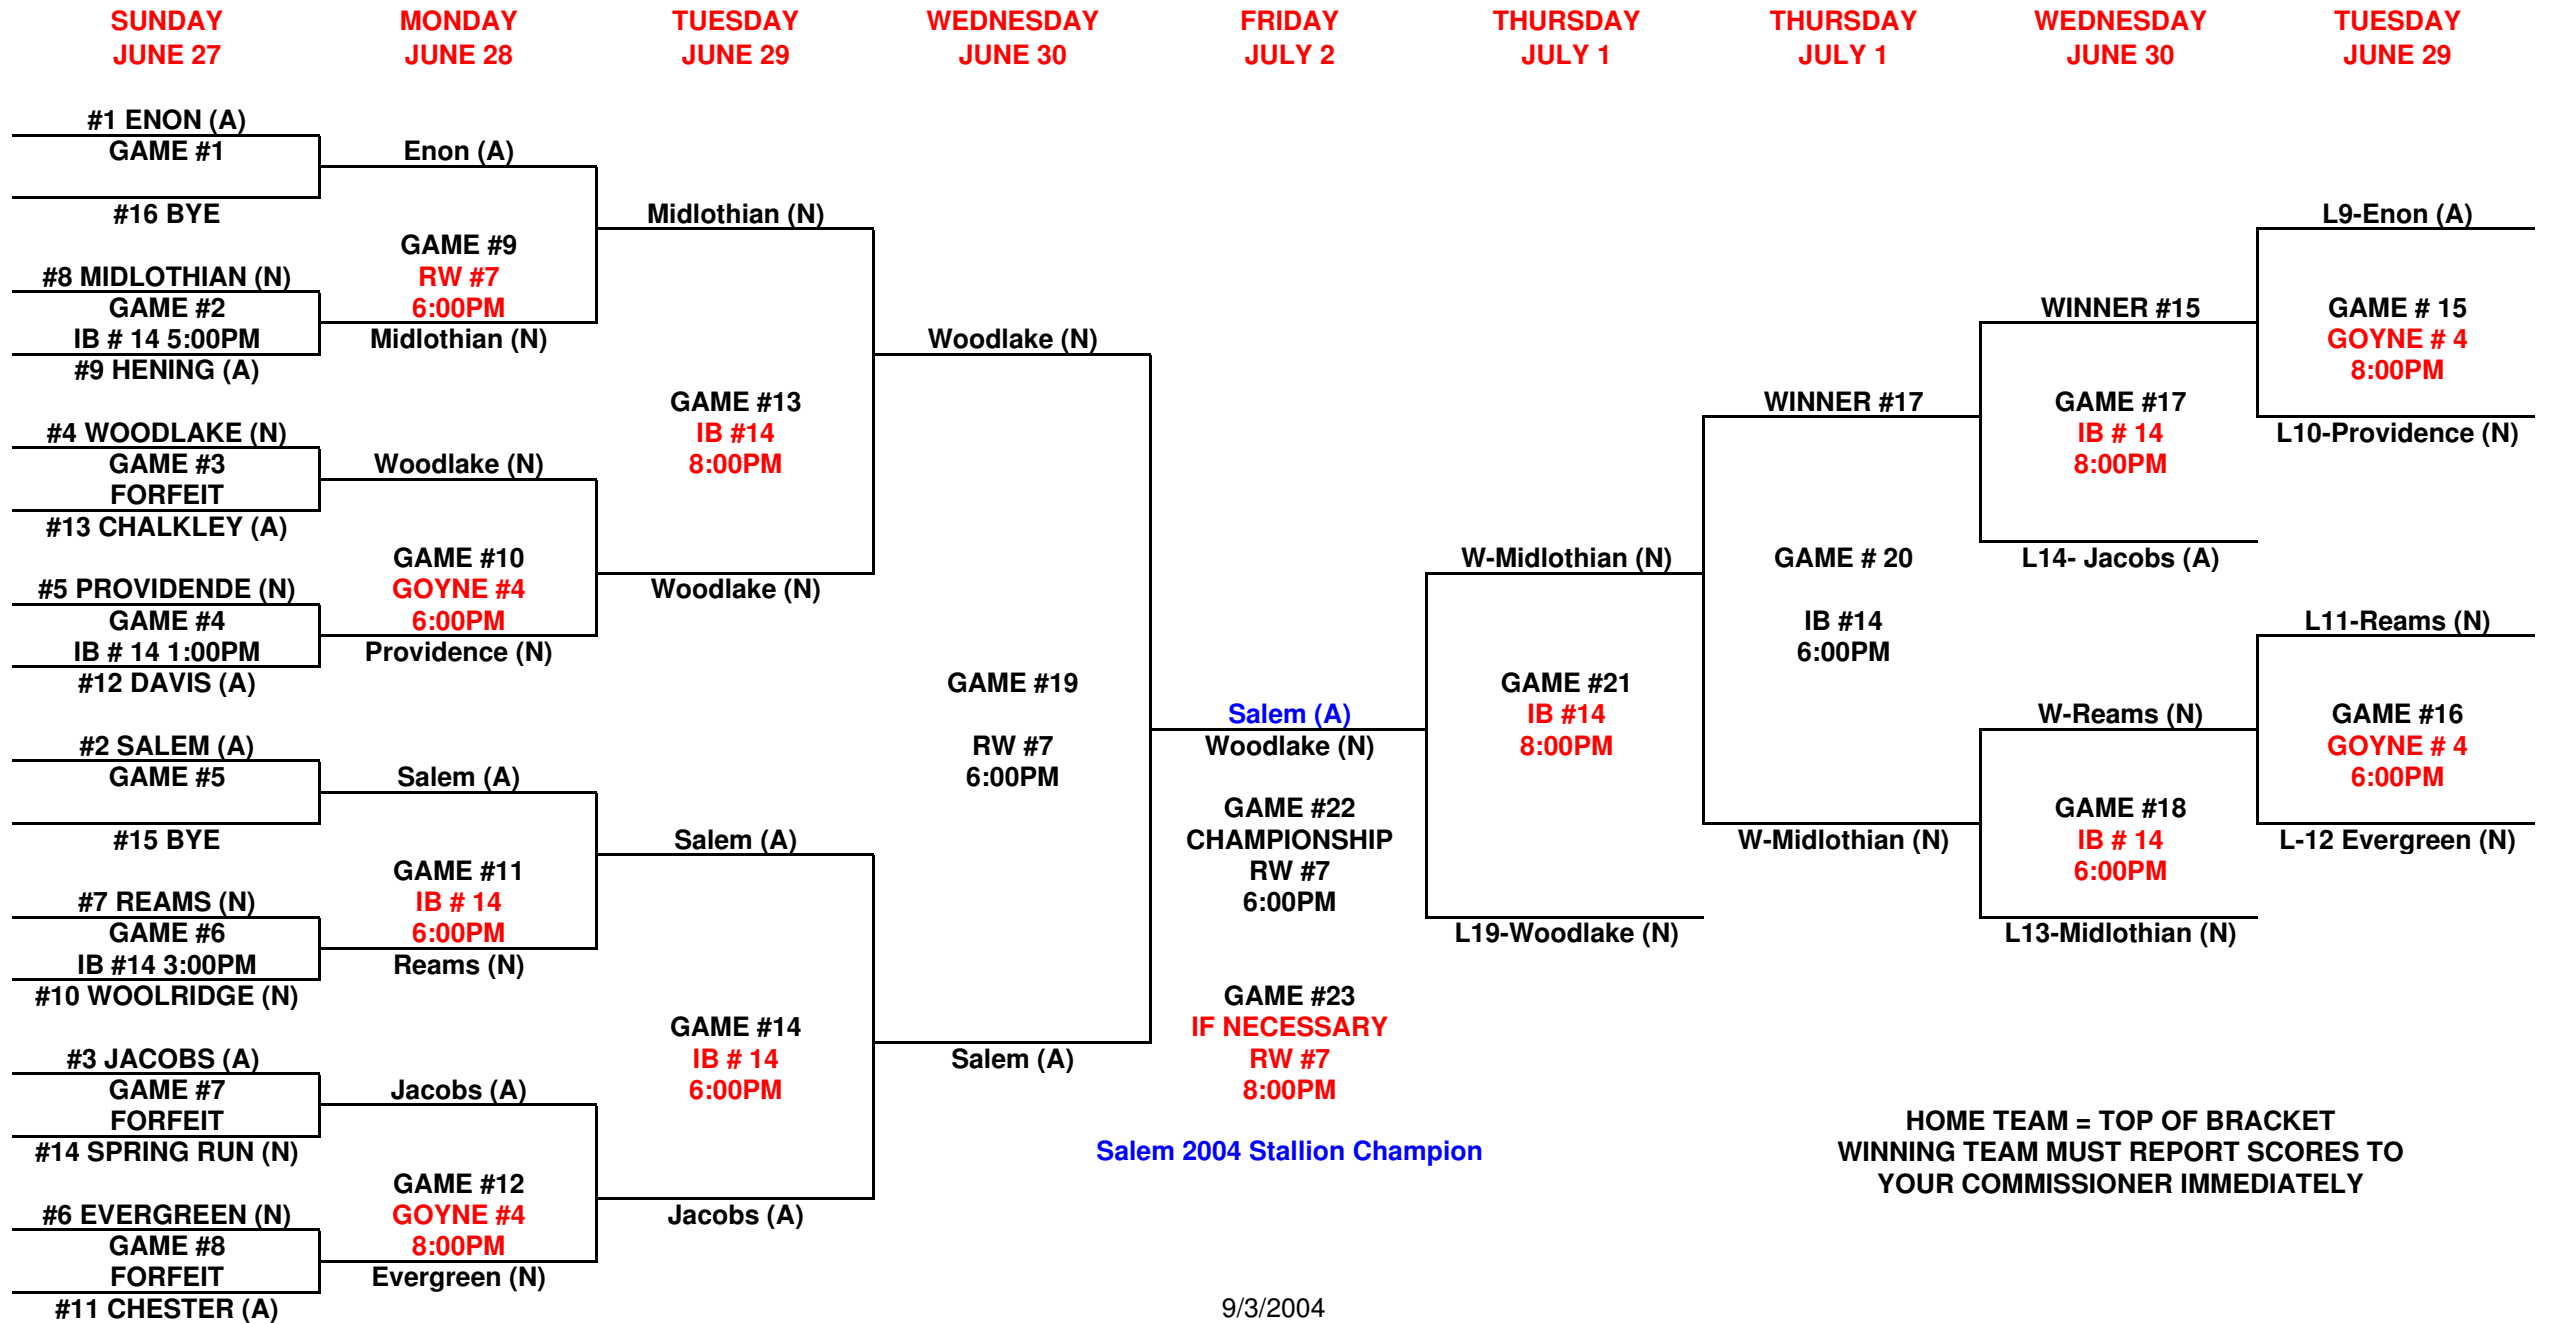 SUNDAY
JUNE 27
MONDAY
JUNE 28
TUESDAY
JUNE 29
WEDNESDAY
JUNE 30
FRIDAY
JULY 2
THURSDAY
JULY 1
THURSDAY
JULY 1
WEDNESDAY
JUNE 30
TUESDAY
JUNE 29
#1 ENON (A)
GAME #1
#16 BYE
#8 MIDLOTHIAN (N)
GAME #2
IB # 14 5:00PM
#9 HENING (A)
#4 WOODLAKE (N)
GAME #3
FORFEIT
#13 CHALKLEY (A)
#5 PROVIDENDE (N)
GAME #4
IB # 14 1:00PM
#12 DAVIS (A)
#2 SALEM (A)
GAME #5
#15 BYE
#7 REAMS (N)
GAME #6
IB #14 3:00PM
#10 WOOLRIDGE (N)
#3 JACOBS (A)
GAME #7
FORFEIT
#14 SPRING RUN (N)
#6 EVERGREEN (N)
GAME #8
FORFEIT
#11 CHESTER (A)
Enon (A)
GAME #9
RW #7
6:00PM
Midlothian (N)
Woodlake (N)
GAME #10
GOYNE #4
6:00PM
Providence (N)
Salem (A)
GAME #11
IB # 14
6:00PM
Reams (N)
Jacobs (A)
GAME #12
GOYNE #4
8:00PM
Evergreen (N)
Midlothian (N)
GAME #13
IB #14
8:00PM
Woodlake (N)
Salem (A)
GAME #14
IB # 14
6:00PM
Jacobs (A)
Woodlake (N)
GAME #19
RW #7
6:00PM
Salem (A)
Salem (A)
Woodlake (N)
GAME #22
CHAMPIONSHIP
RW #7
6:00PM
GAME #23
IF NECESSARY
RW #7
8:00PM
Salem 2004 Stallion Champion
W-Midlothian (N)
GAME #21
IB #14
8:00PM
L19-Woodlake (N)
WINNER #17
GAME # 20
IB #14
6:00PM
W-Midlothian (N)
WINNER #15
GAME #17
IB # 14
8:00PM
L14- Jacobs (A)
W-Reams (N)
GAME #18
IB # 14
6:00PM
L13-Midlothian (N)
L9-Enon (A)
GAME # 15
GOYNE # 4
8:00PM
L10-Providence (N)
L11-Reams (N)
GAME #16
GOYNE # 4
6:00PM
L-12 Evergreen (N)
HOME TEAM = TOP OF BRACKET
WINNING TEAM MUST REPORT SCORES TO
YOUR COMMISSIONER IMMEDIATELY
9/3/2004